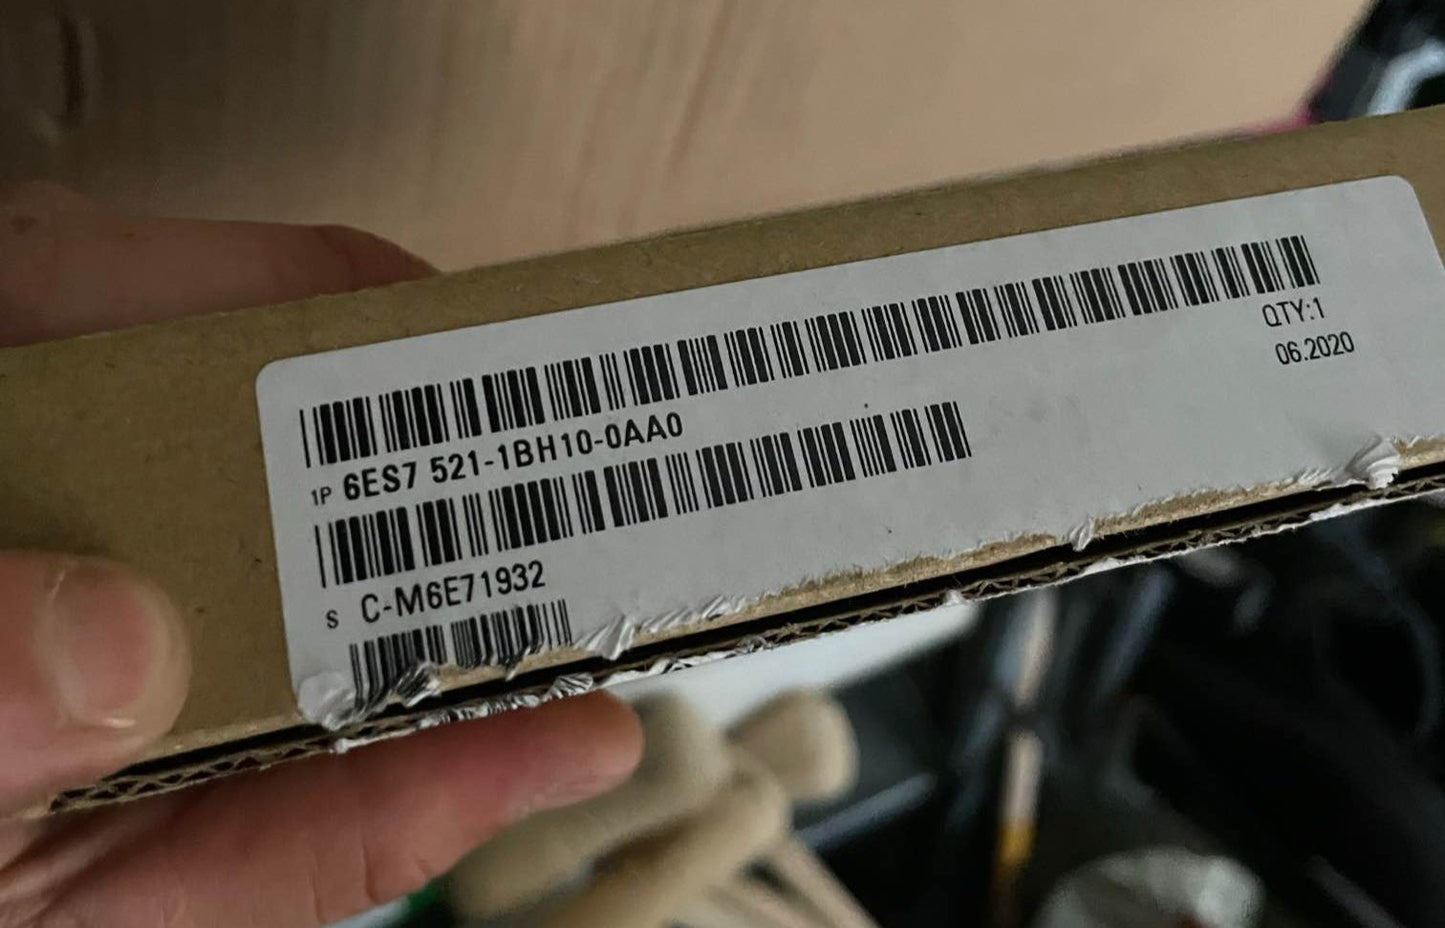 QTY:1
06.2020
1P 6ES7 521-1BH10-0AA0
S C-M6E71932